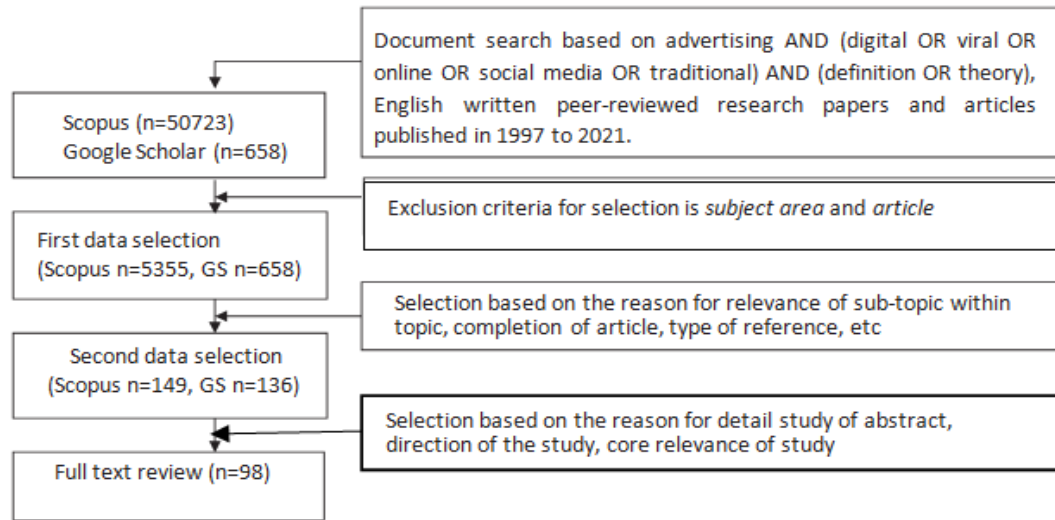 Document search based on advertising AND (digital OR viral OR
online OR social media OR traditional) AND (definition OR theory),
English written peer-reviewed research papers and articles
published in 1997 to 2021.
Scopus (n=50723)
Google Scholar (n=658)
Exclusion criteria for selection is subject area and article
First data selection
(Scopus n=5355, GS n=658)
Selection based on the reason for relevance of sub-topic within
topic, completion of article, type of reference, etc
Second data selection
(Scopus n=149, GS n=136)
Selection based on the reason for detail study of abstract,
direction of the study, core relevance of study
Full text review (n=98)